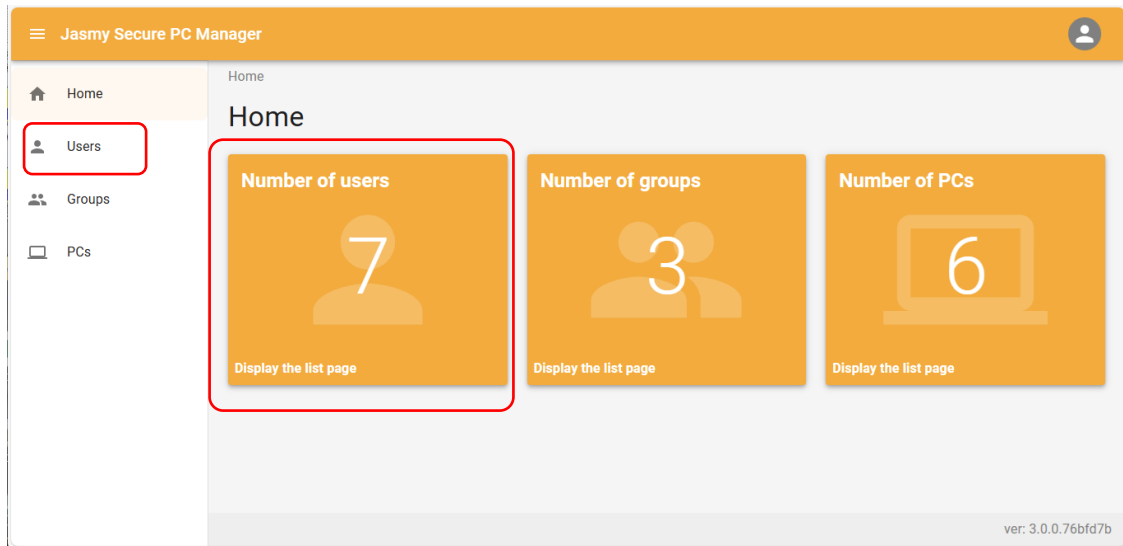 Jasmy Secure PC Manager
Home
Users
Groups
PCs
Home
Home
Number of users
7
Display the list page
Number of groups
3
Display the list page
Number of PCs
6
Display the list page
ver: 3.0.0.76bfd7b